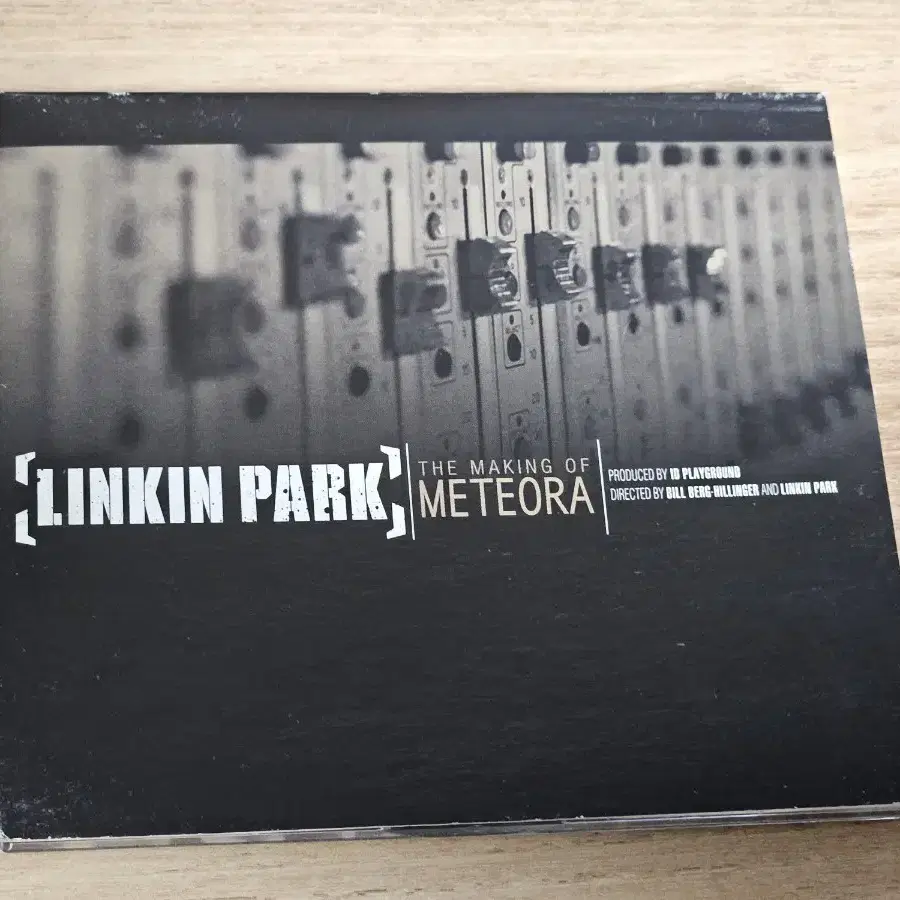 [LINKIN PARK]
THE MAKING OF
METEORA
PRODUCED BY ID PLAYGROUND
DIRECTED BY BILL BERG-HILLINGER AND LINKIN PARK